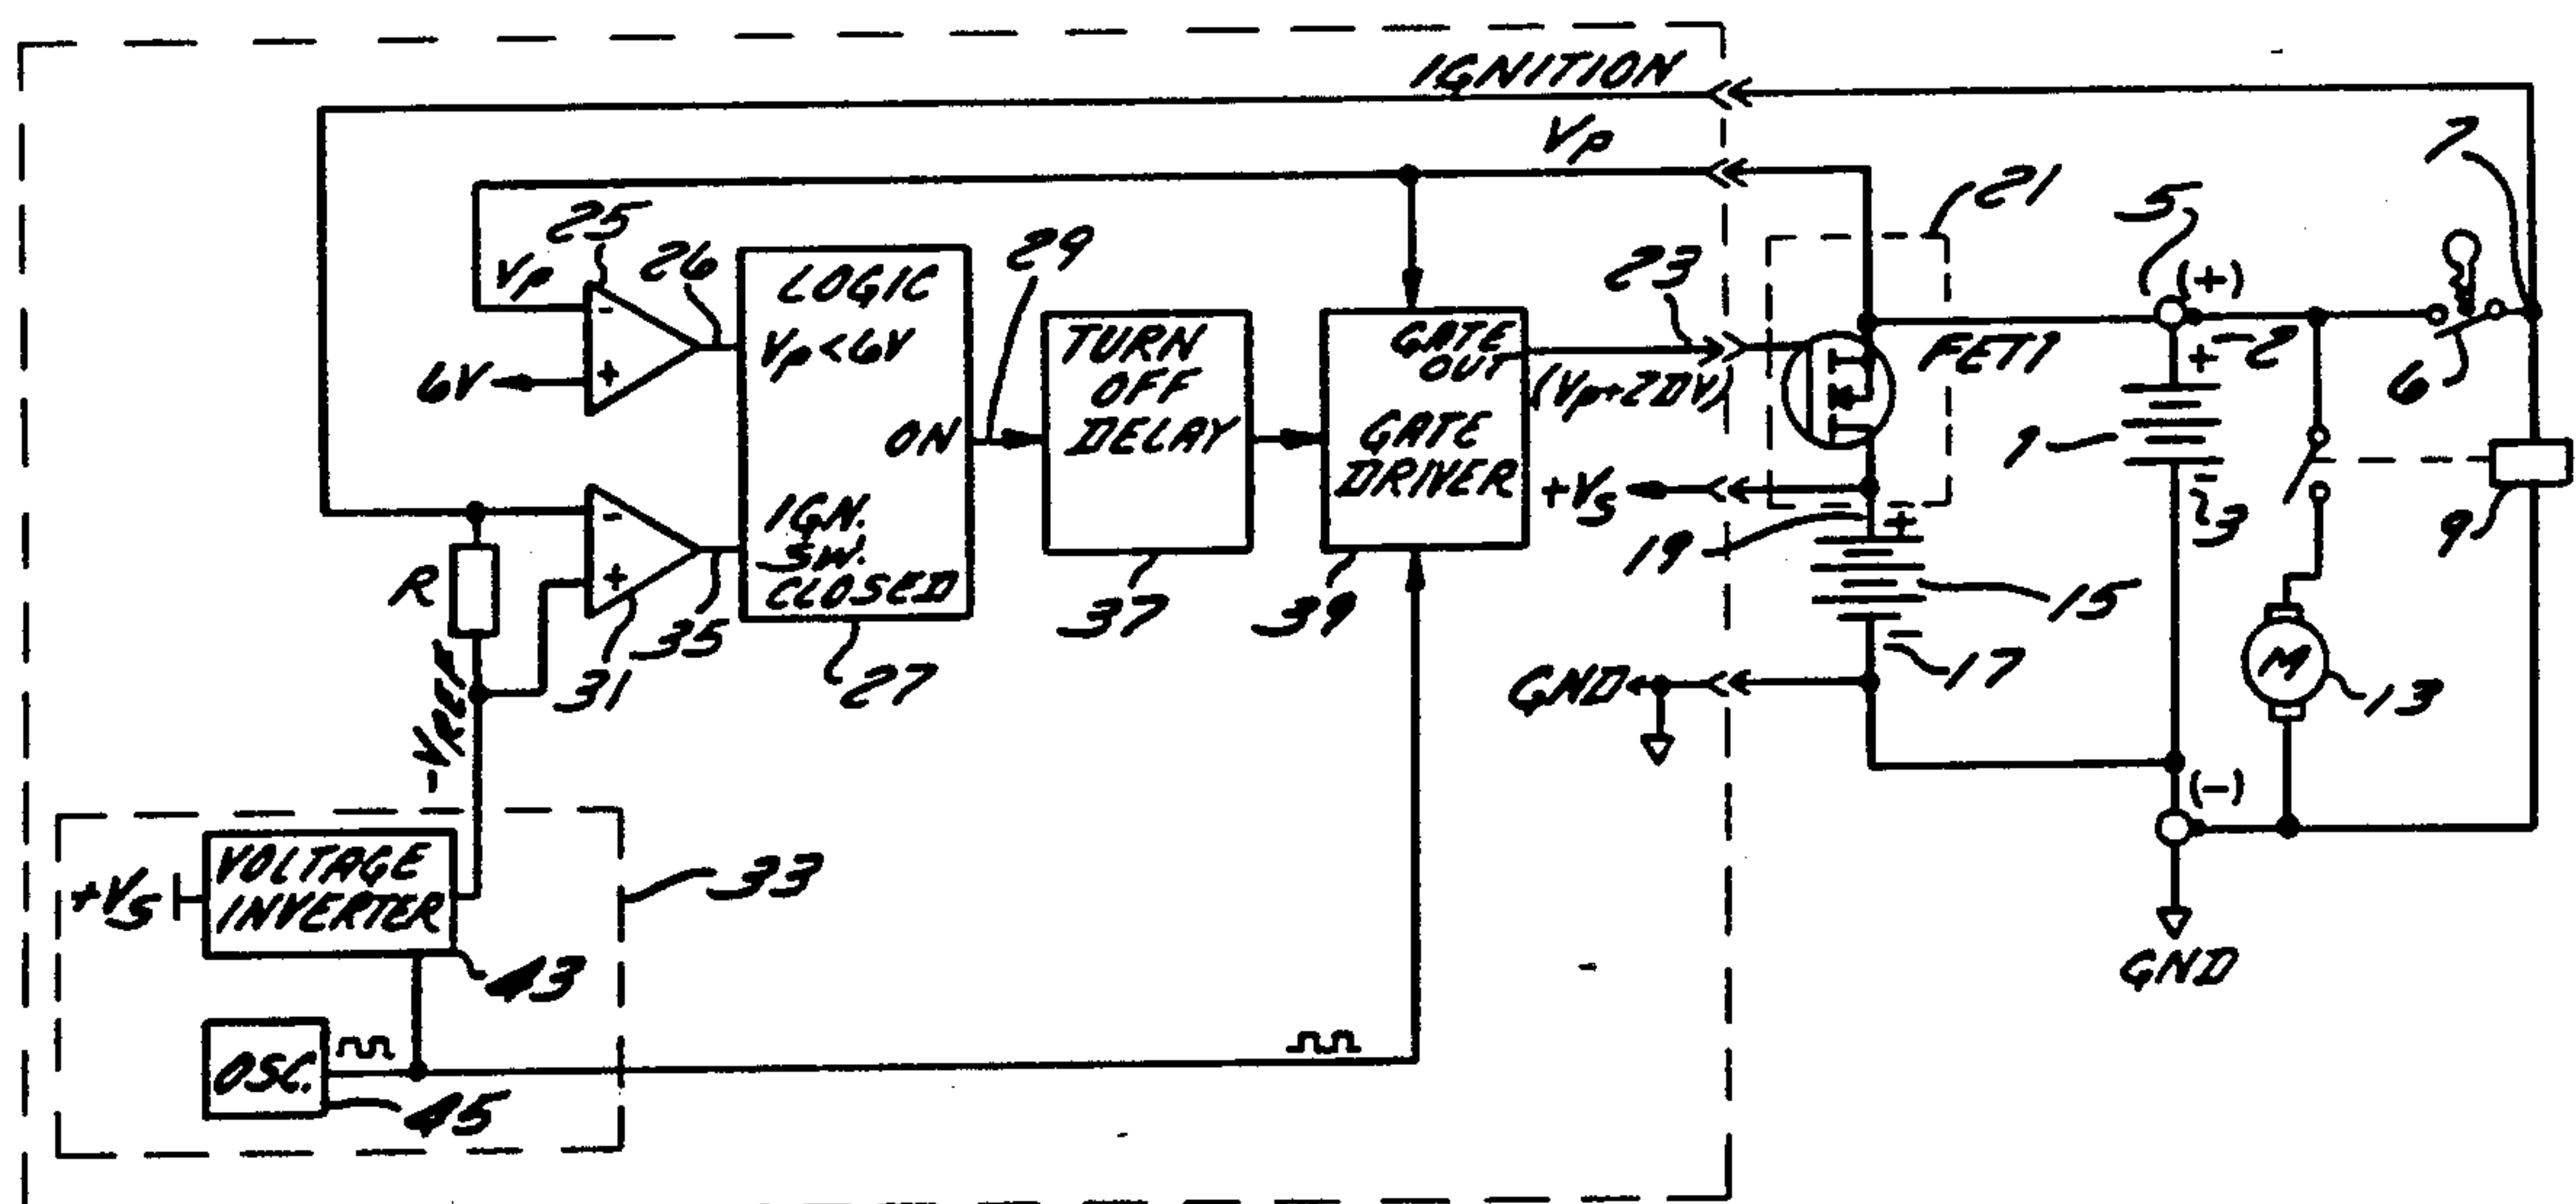 IGNITION
Vp
7
21
5
(+)
25
Vp
26
29
23
LOGIC
Vp<6V
TURN
OFF
DELAY
GATE
OUT
(Vp+20V)
FET1
+
2
6
-
+
6V
ON
GATE
DRIVER
1
+Vs
-
3
9
IGN.
SW.
CLOSED
-
+
R
19
+
15
35
31
27
37
39
-
17
M
13
GND
-VREF
(-)
+Vs
VOLTAGE
INVERTER
33
43
GND
OSC.
45